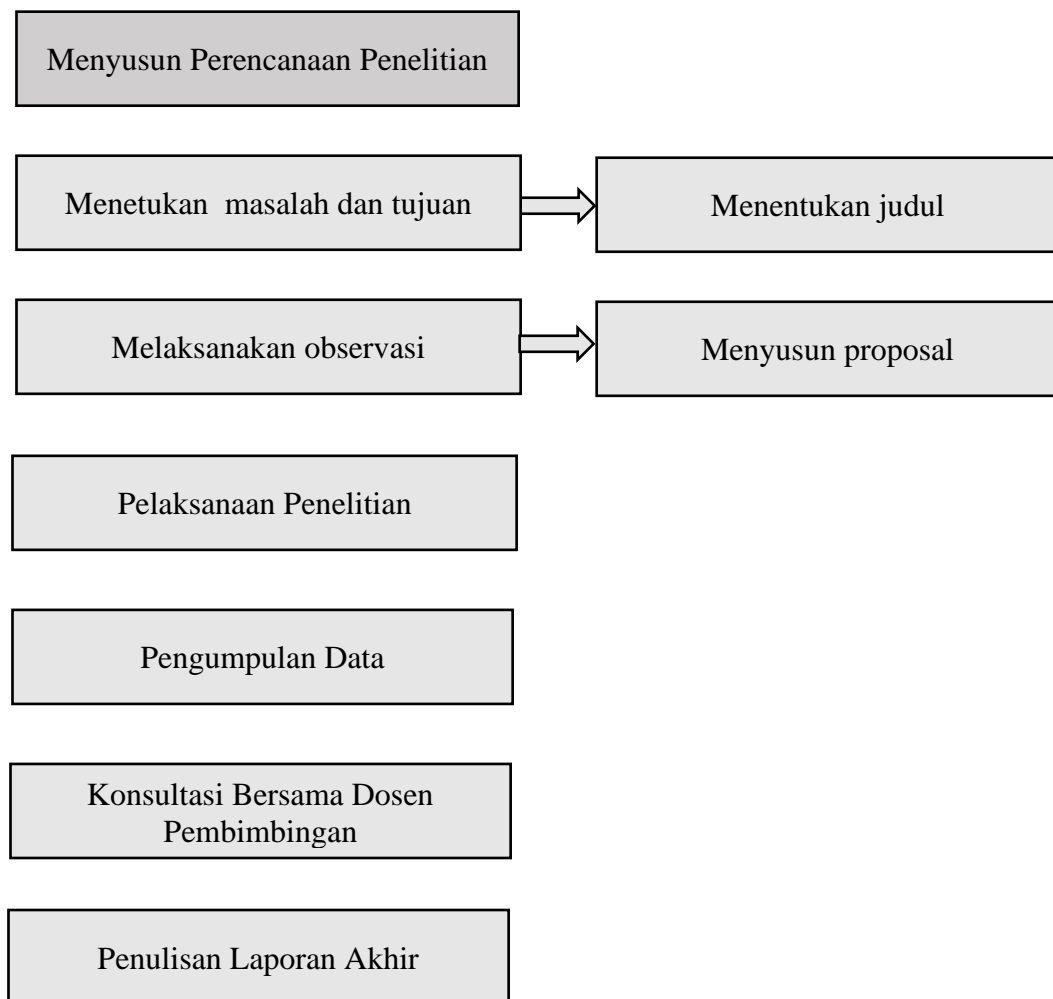 Menyusun Perencanaan Penelitian
Menetukan masalah dan tujuan
Menentukan judul
Melaksanakan observasi
Menyusun proposal
Pelaksanaan Penelitian
Pengumpulan Data
Konsultasi Bersama Dosen
Pembimbingan
Penulisan Laporan Akhir